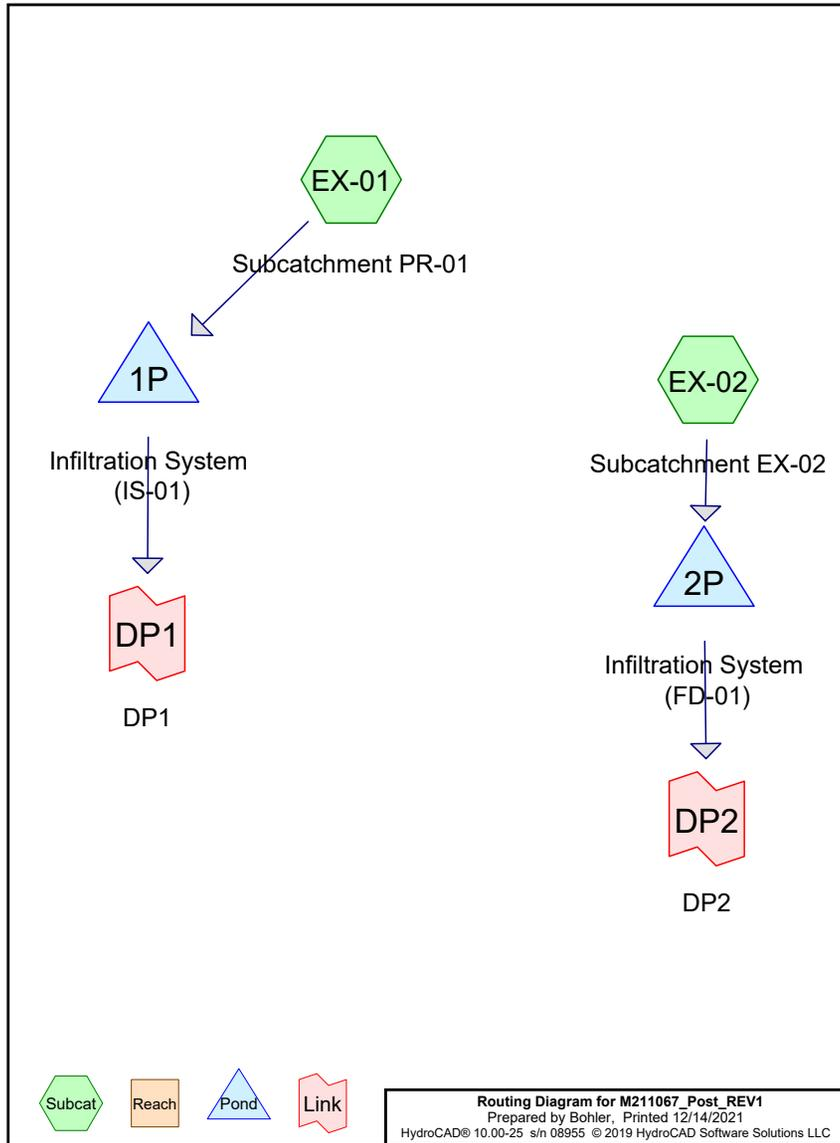 EX-01
Subcatchment PR-01
1P
Infiltration System
(IS-01)
DP1
DP1
EX-02
Subcatchment EX-02
2P
Infiltration System
(FD-01)
DP2
DP2
Subcat
Reach
Pond
Link
Routing Diagram for M211067_Post_REV1
Prepared by Bohler, Printed 12/14/2021
HydroCAD® 10.00-25 s/n 08955 © 2019 HydroCAD Software Solutions LLC